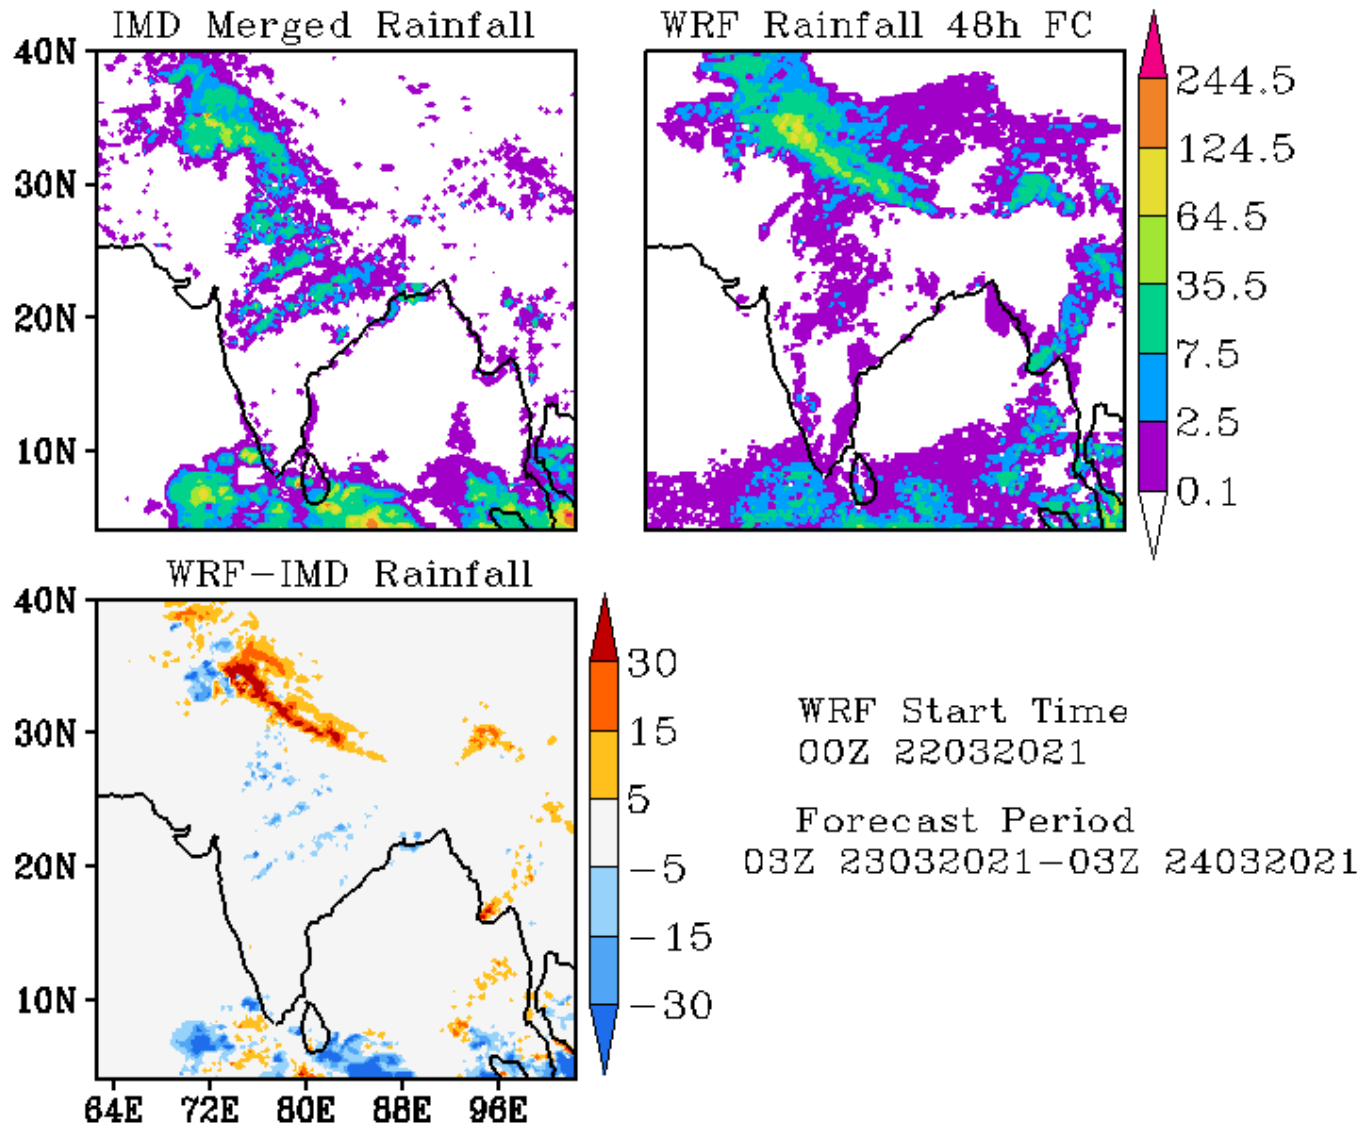 IMD Merged Rainfall
WRF Rainfall 48h FC
40N
30N
20N
10N
244.5
124.5
64.5
35.5
7.5
2.5
0.1
WRF-IMD Rainfall
40N
30N
20N
10N
64E 72E 80E 88E 96E
30
15
5
-5
-15
-30
WRF Start Time
00Z 22032021
Forecast Period
03Z 23032021-03Z 24032021